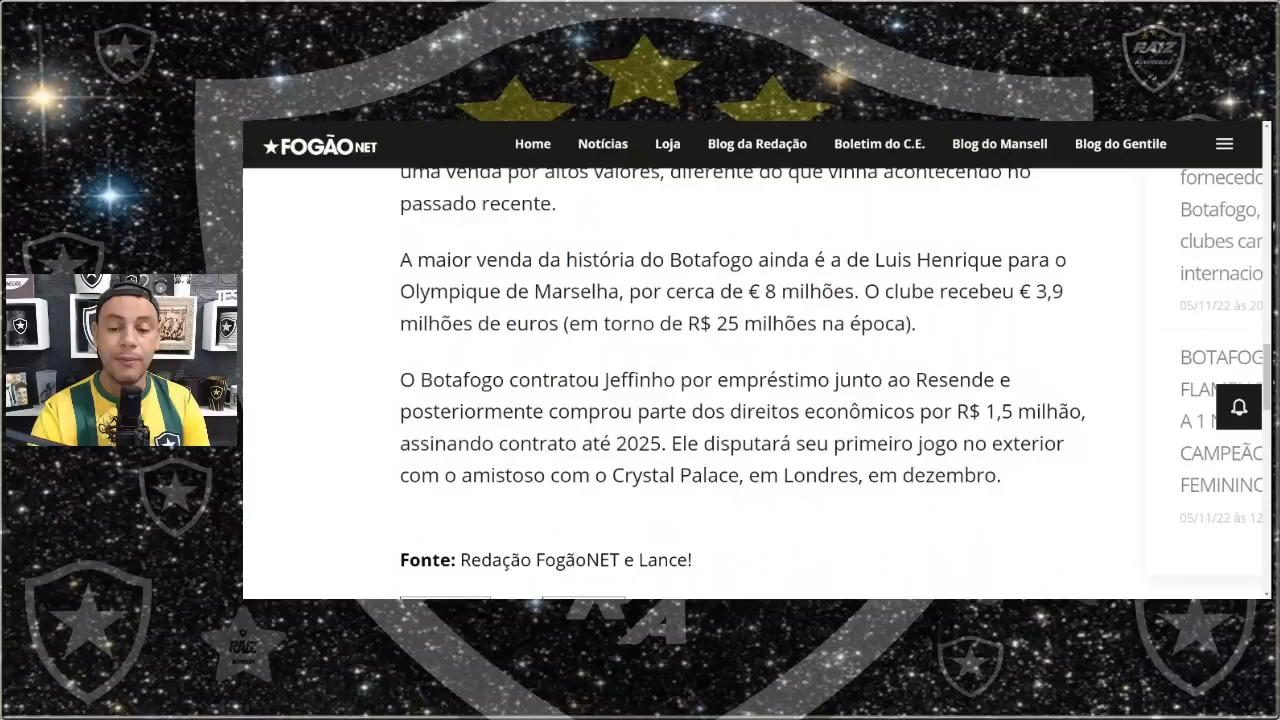 RAIZ
ALVINEGRA
FOGÃO NET
Home
Notícias
Loja
Blog da Redação
Boletim do C.E.
Blog do Mansell
Blog do Gentile
uma venda por altos valores, diferente do que vinha acontecendo no
passado recente.
A maior venda da história do Botafogo ainda é a de Luis Henrique para o
Olympique de Marselha, por cerca de € 8 milhões. O clube recebeu € 3,9
milhões de euros (em torno de R$ 25 milhões na época).
O Botafogo contratou Jeffinho por empréstimo junto ao Resende e
posteriormente comprou parte dos direitos econômicos por R$ 1,5 milhão,
assinando contrato até 2025. Ele disputará seu primeiro jogo no exterior
com o amistoso com o Crystal Palace, em Londres, em dezembro.
Fonte: Redação FogãoNET e Lance!
fornecedo
Botafogo,
clubes car
internacio
05/11/22 às 20
BOTAFOG
A 1
CAMPEÃO
FEMININO
05/11/22 às 12
RAIZ